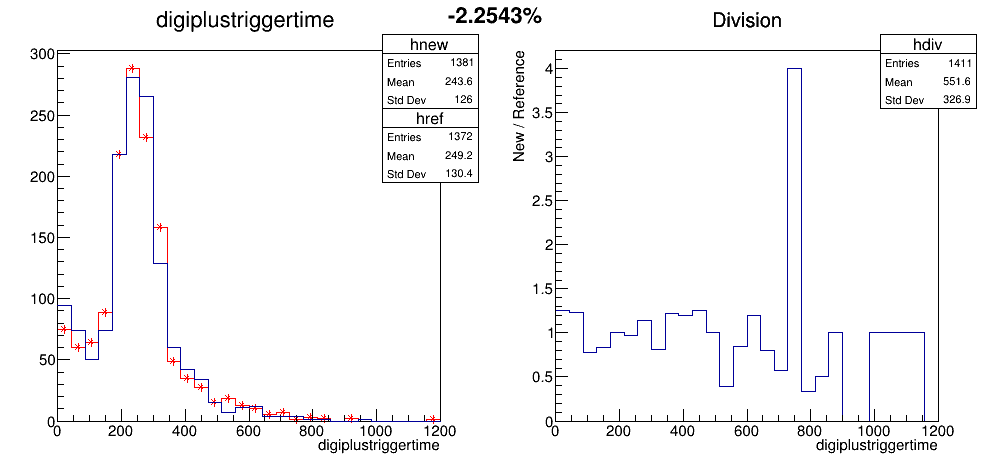 digiplustriggertime
-2.2543%
Division
hnew
Entries 1381
Mean 243.6
Std Dev 126
href
Entries 1372
Mean 249.2
Std Dev 130.4
300
250
200
150
100
50
0
0 200 400 600 800 1000 1200
digiplustriggertime
hdiv
Entries 1411
Mean 551.6
Std Dev 326.9
New / Reference
4
3.5
3
2.5
2
1.5
1
0.5
0
0 200 400 600 800 1000 1200
digiplustriggertime